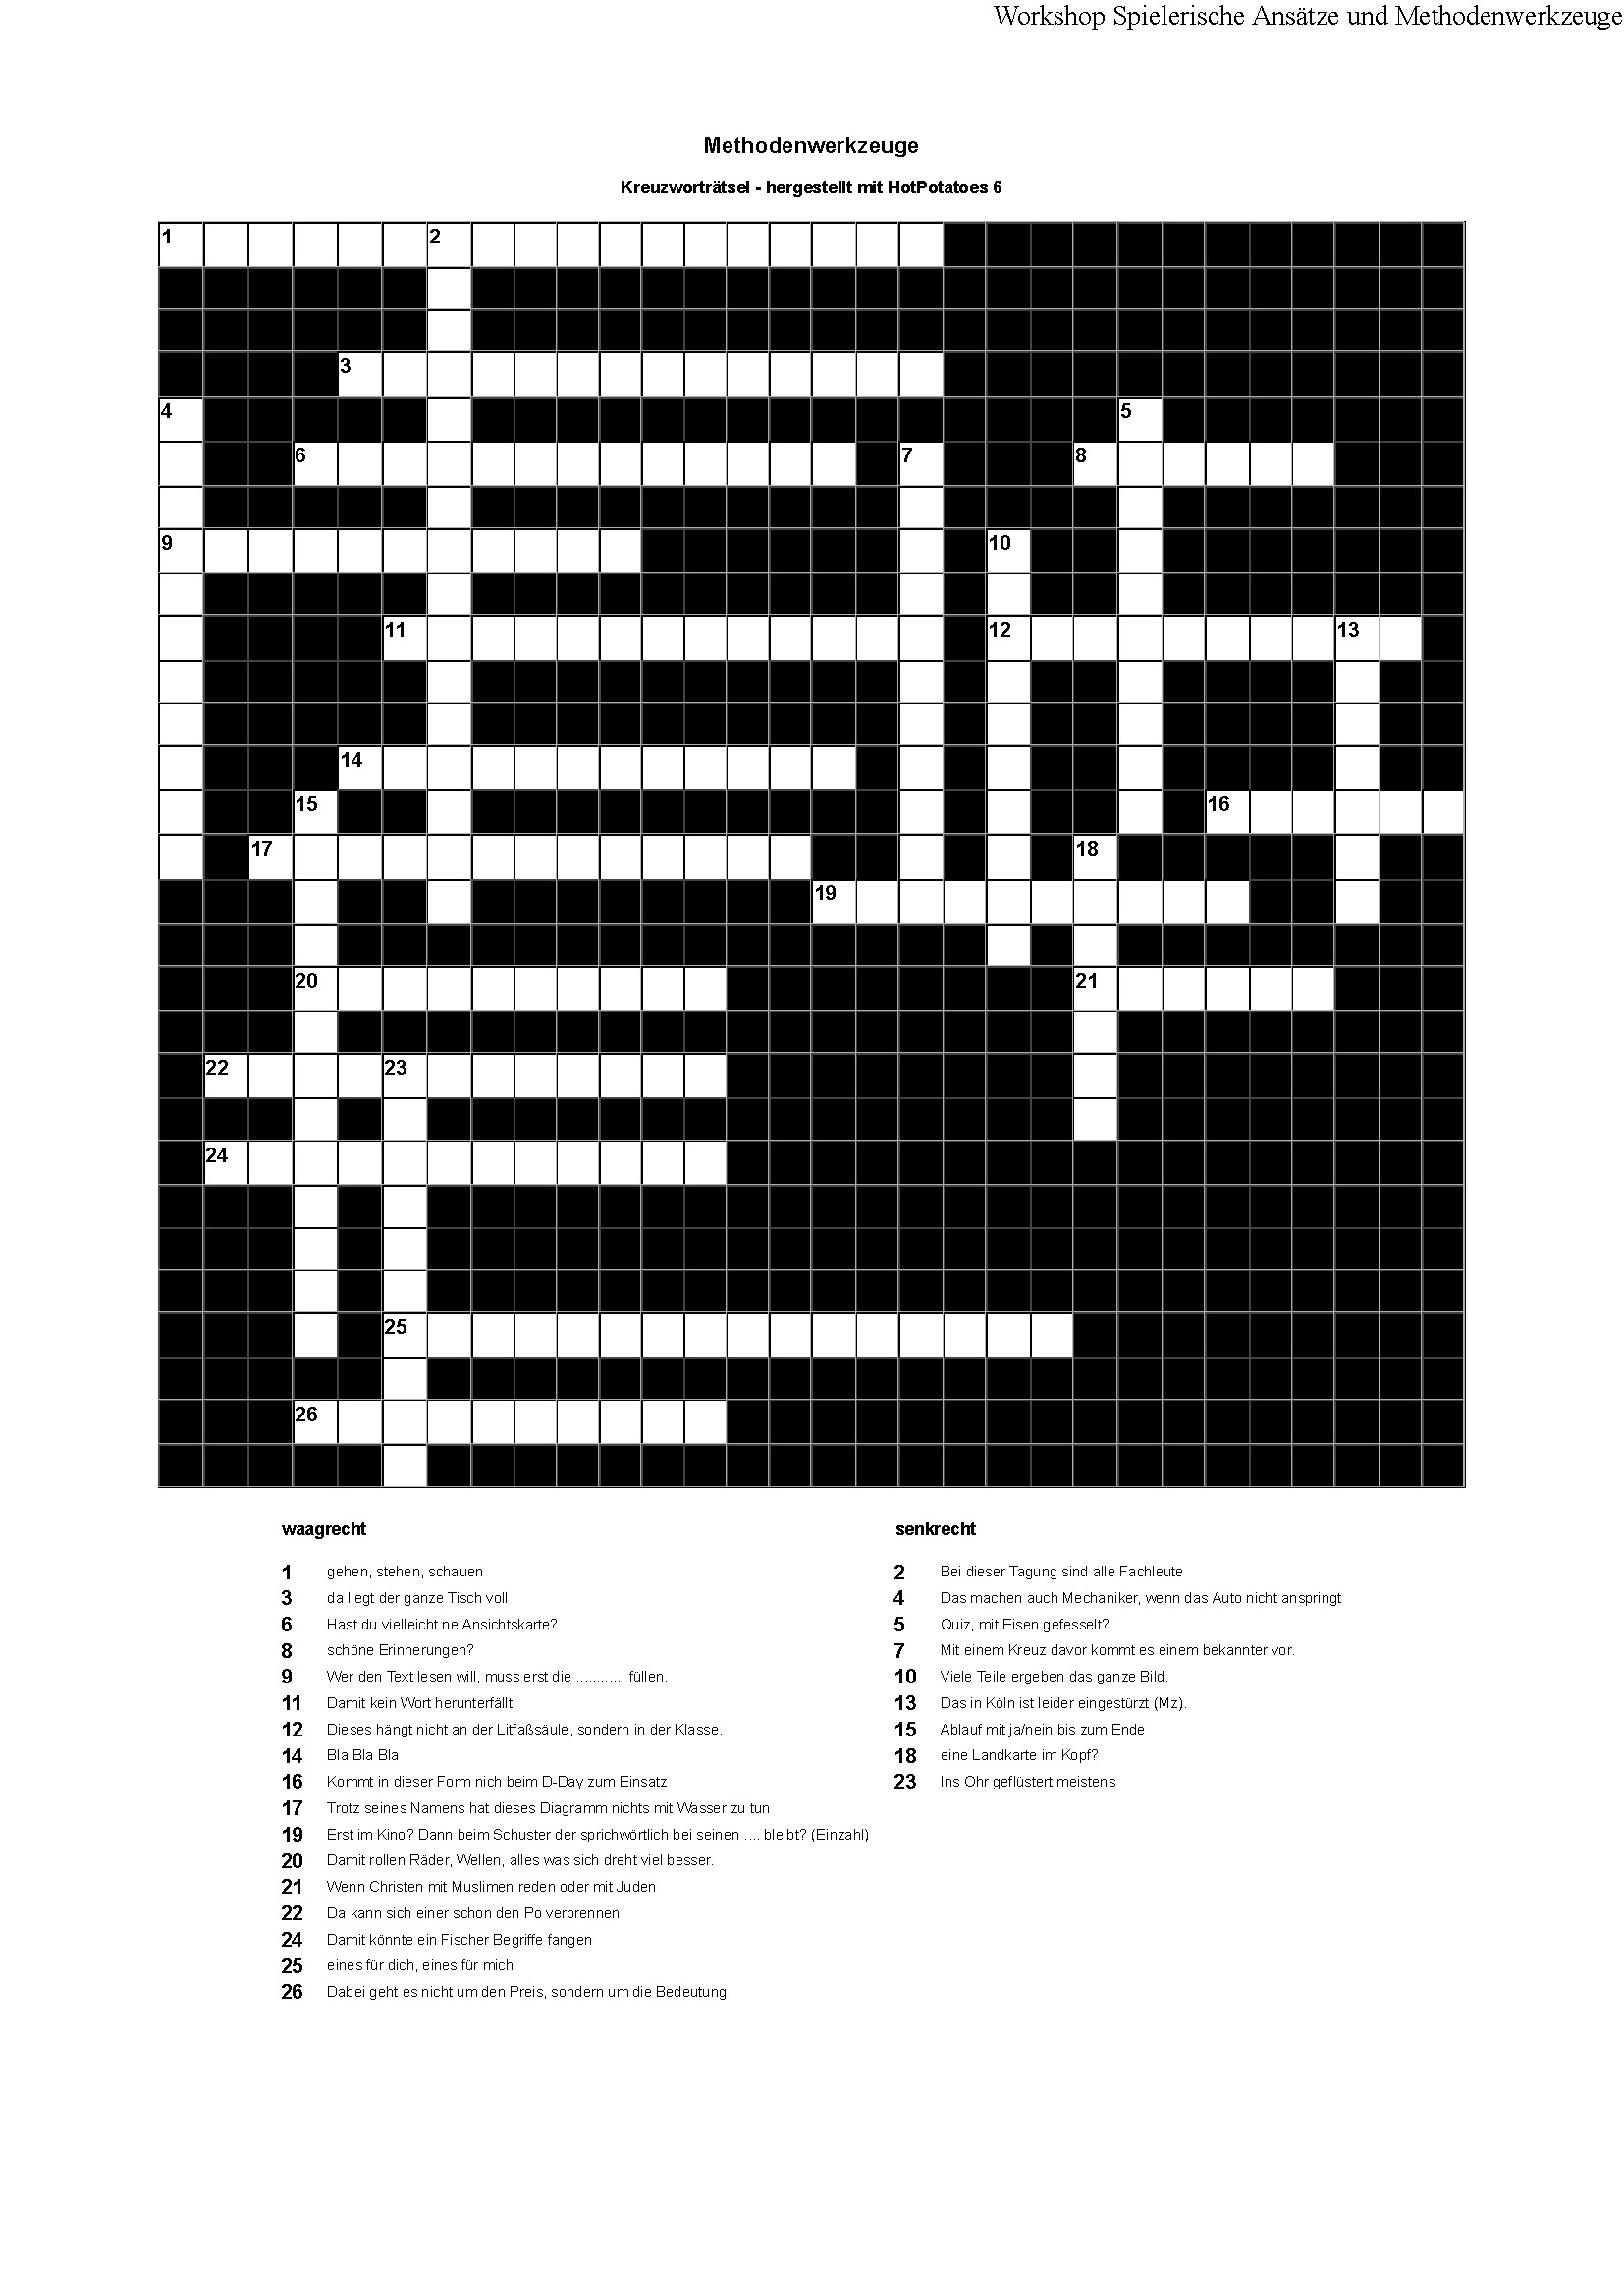 Workshop Spielerische Ansätze und Methodenwerkzeuge
Methodenwerkzeuge
Kreuzworträtsel - hergestellt mit HotPotatoes 6
1 2
3
4 5
6 7 8
9 10
11 12 13
14
15 16
17 18
19
20 21
22 23
24
25
26
waagrecht
1 gehen, stehen, schauen
3 da liegt der ganze Tisch voll
6 Hast du vielleicht ne Ansichtskarte?
8 schöne Erinnerungen?
9 Wer den Text lesen will, muss erst die ............ füllen.
11 Damit kein Wort herunterfällt
12 Dieses hängt nicht an der Litfaßsäule, sondern in der Klasse.
14 Bla Bla Bla
16 Kommt in dieser Form nich beim D-Day zum Einsatz
17 Trotz seines Namens hat dieses Diagramm nichts mit Wasser zu tun
19 Erst im Kino? Dann beim Schuster der sprichwörtlich bei seinen .... bleibt? (Einzahl)
20 Damit rollen Räder, Wellen, alles was sich dreht viel besser.
21 Wenn Christen mit Muslimen reden oder mit Juden
22 Da kann sich einer schon den Po verbrennen
24 Damit könnte ein Fischer Begriffe fangen
25 eines für dich, eines für mich
26 Dabei geht es nicht um den Preis, sondern um die Bedeutung
senkrecht
2 Bei dieser Tagung sind alle Fachleute
4 Das machen auch Mechaniker, wenn das Auto nicht anspringt
5 Quiz, mit Eisen gefesselt?
7 Mit einem Kreuz davor kommt es einem bekannter vor.
10 Viele Teile ergeben das ganze Bild.
13 Das in Köln ist leider eingestürzt (Mz).
15 Ablauf mit ja/nein bis zum Ende
18 eine Landkarte im Kopf?
23 Ins Ohr geflüstert meistens